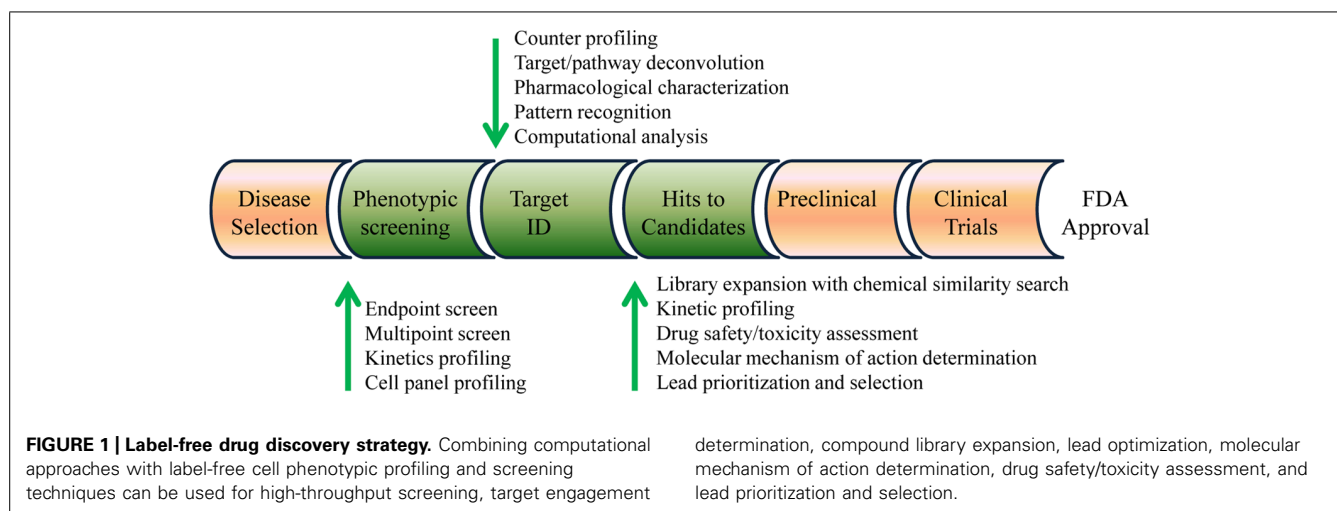 Counter profiling
Target/pathway deconvolution
Pharmacological characterization
Pattern recognition
Computational analysis
Disease
Selection
Phenotypic
screening
Target
ID
Hits to
Candidates
Preclinical
Clinical
Trials
FDA
Approval
Endpoint screen
Multipoint screen
Kinetics profiling
Cell panel profiling
Library expansion with chemical similarity search
Kinetic profiling
Drug safety/toxicity assessment
Molecular mechanism of action determination
Lead prioritization and selection
FIGURE 1 | Label-free drug discovery strategy. Combining computational
approaches with label-free cell phenotypic profiling and screening
techniques can be used for high-throughput screening, target engagement
determination, compound library expansion, lead optimization, molecular
mechanism of action determination, drug safety/toxicity assessment, and
lead prioritization and selection.